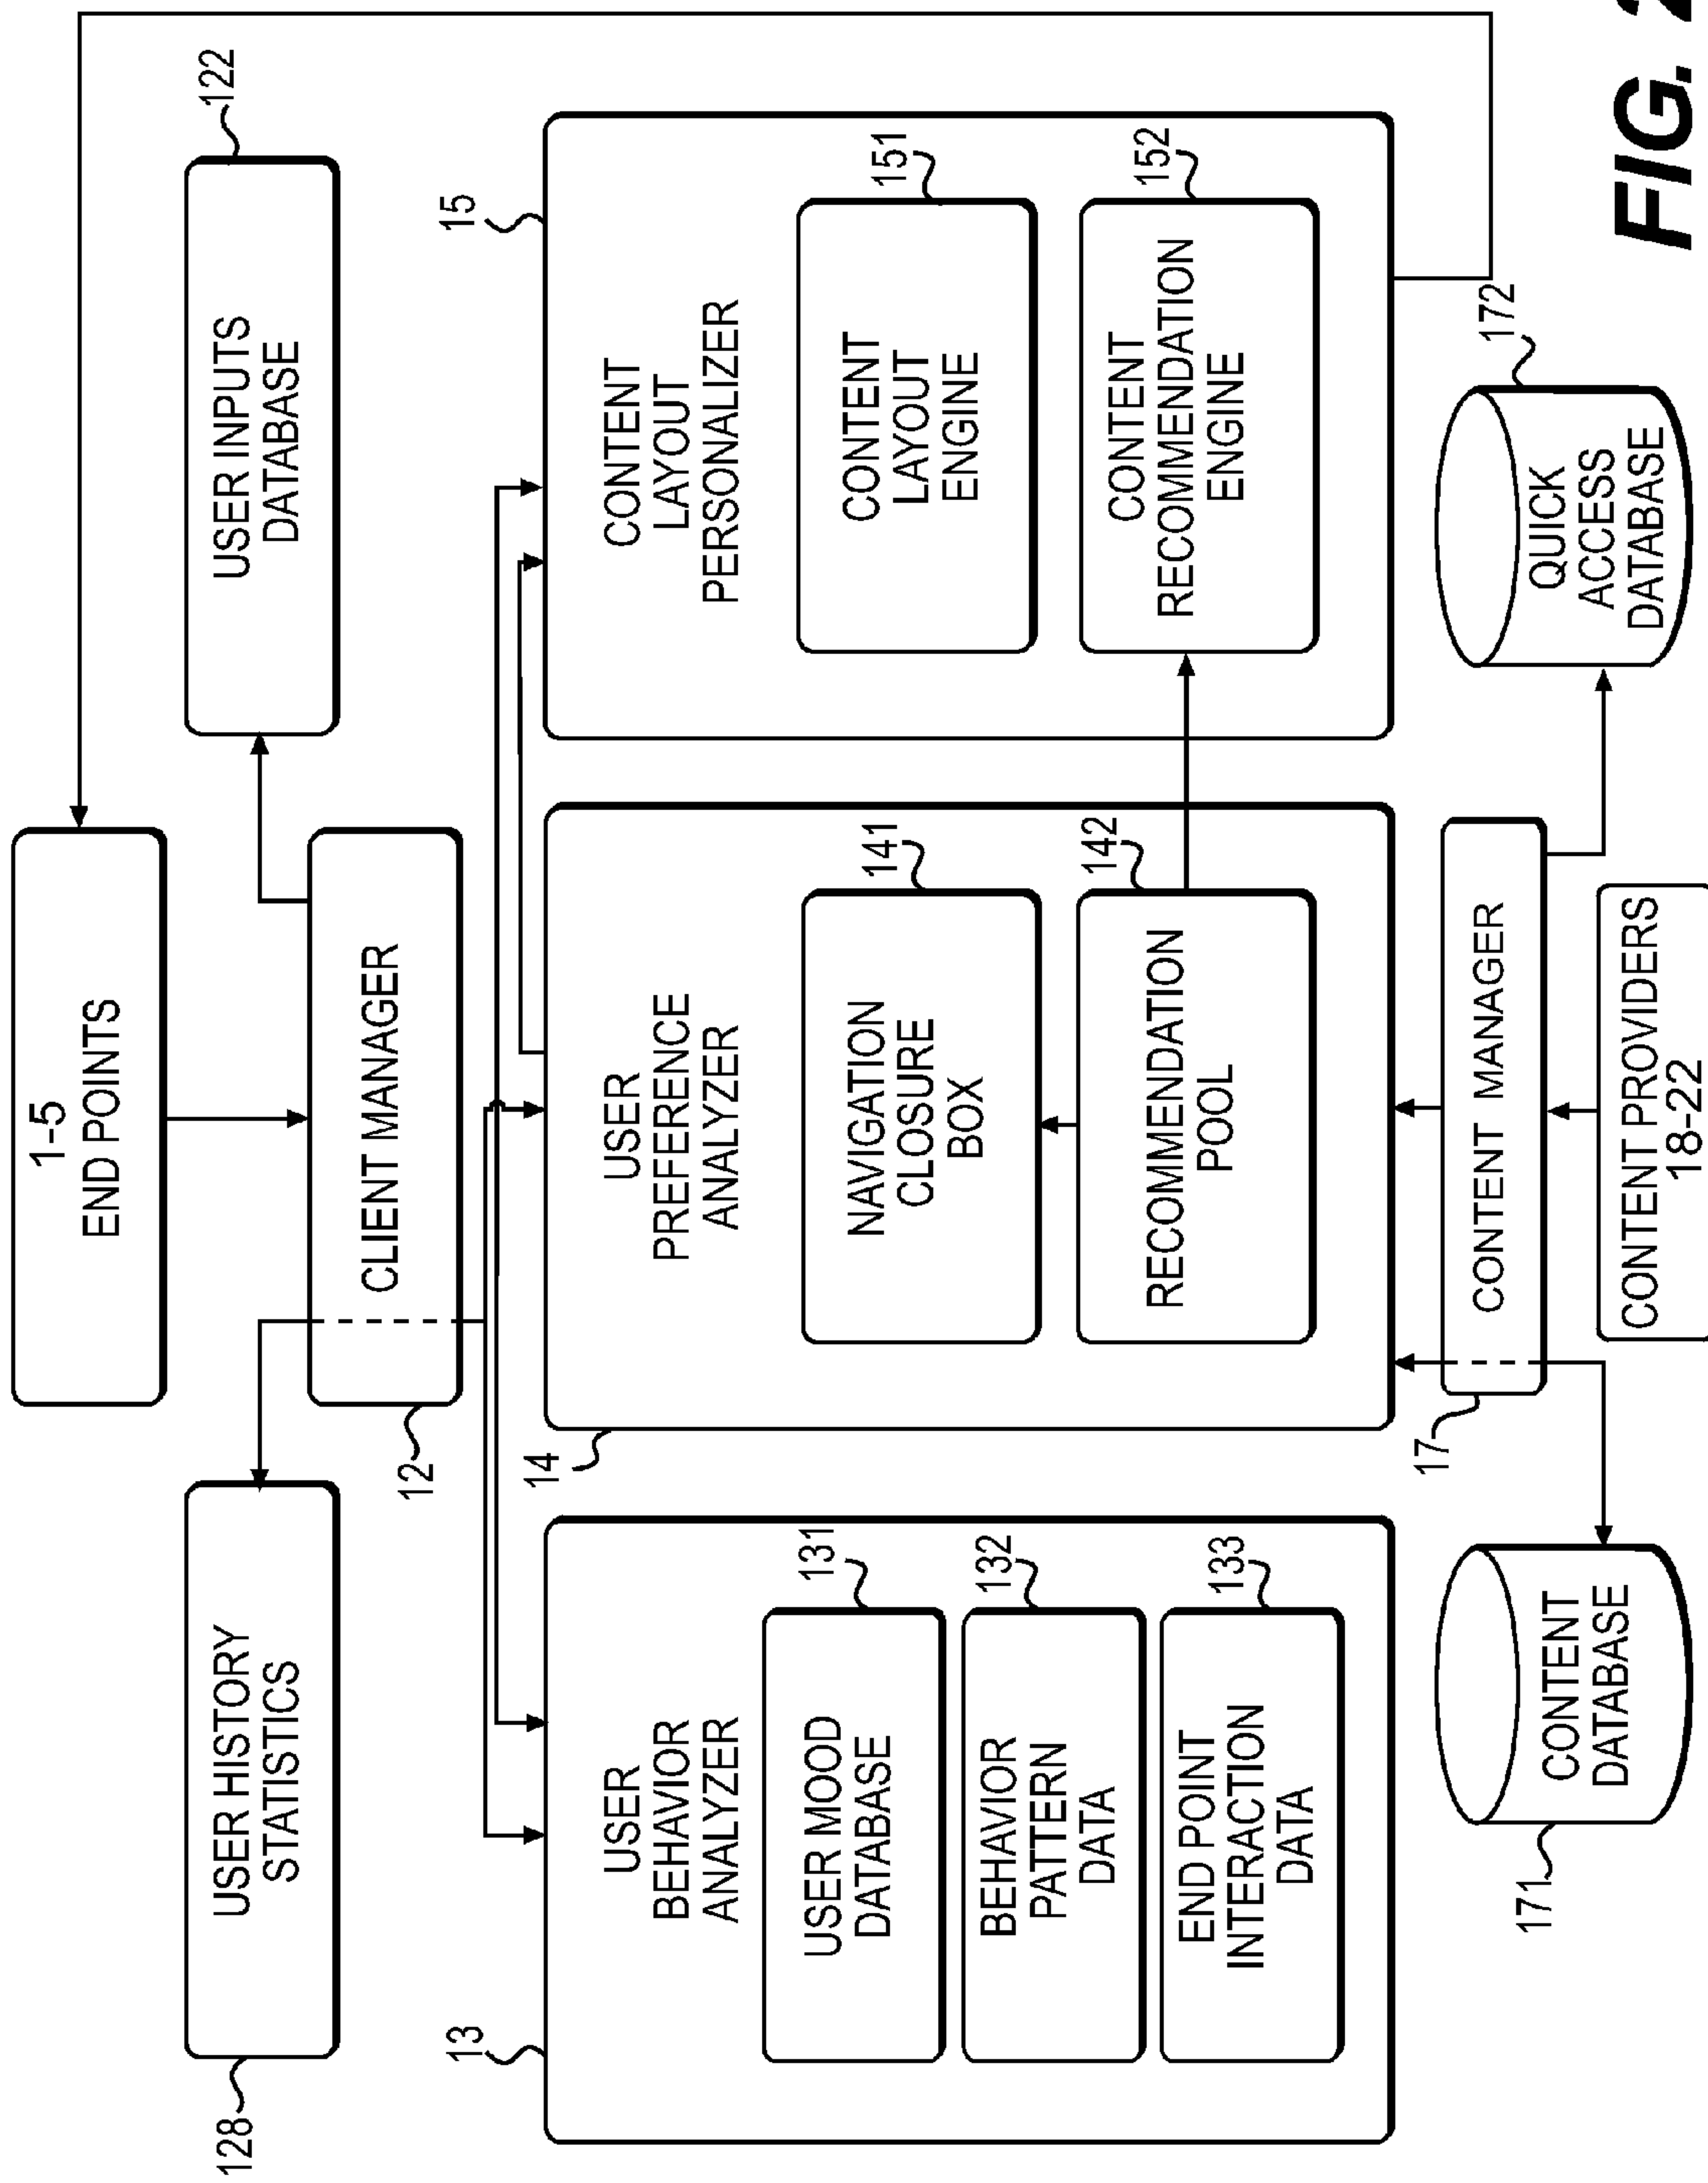 1-5
END POINTS
128
USER HISTORY
STATISTICS
USER INPUTS
DATABASE
122
12
CLIENT MANAGER
13
USER
BEHAVIOR
ANALYZER
USER MOOD
DATABASE
131
BEHAVIOR
PATTERN
DATA
132
END POINT
INTERACTION
DATA
133
14
USER
PREFERENCE
ANALYZER
NAVIGATION
CLOSURE
BOX
141
RECOMMENDATION
POOL
142
15
CONTENT
LAYOUT
PERSONALIZER
CONTENT
LAYOUT
ENGINE
151
CONTENT
RECOMMENDATION
ENGINE
152
171
CONTENT
DATABASE
17
CONTENT MANAGER
CONTENT PROVIDERS
18-22
QUICK
ACCESS
DATABASE
172
FIG. 2